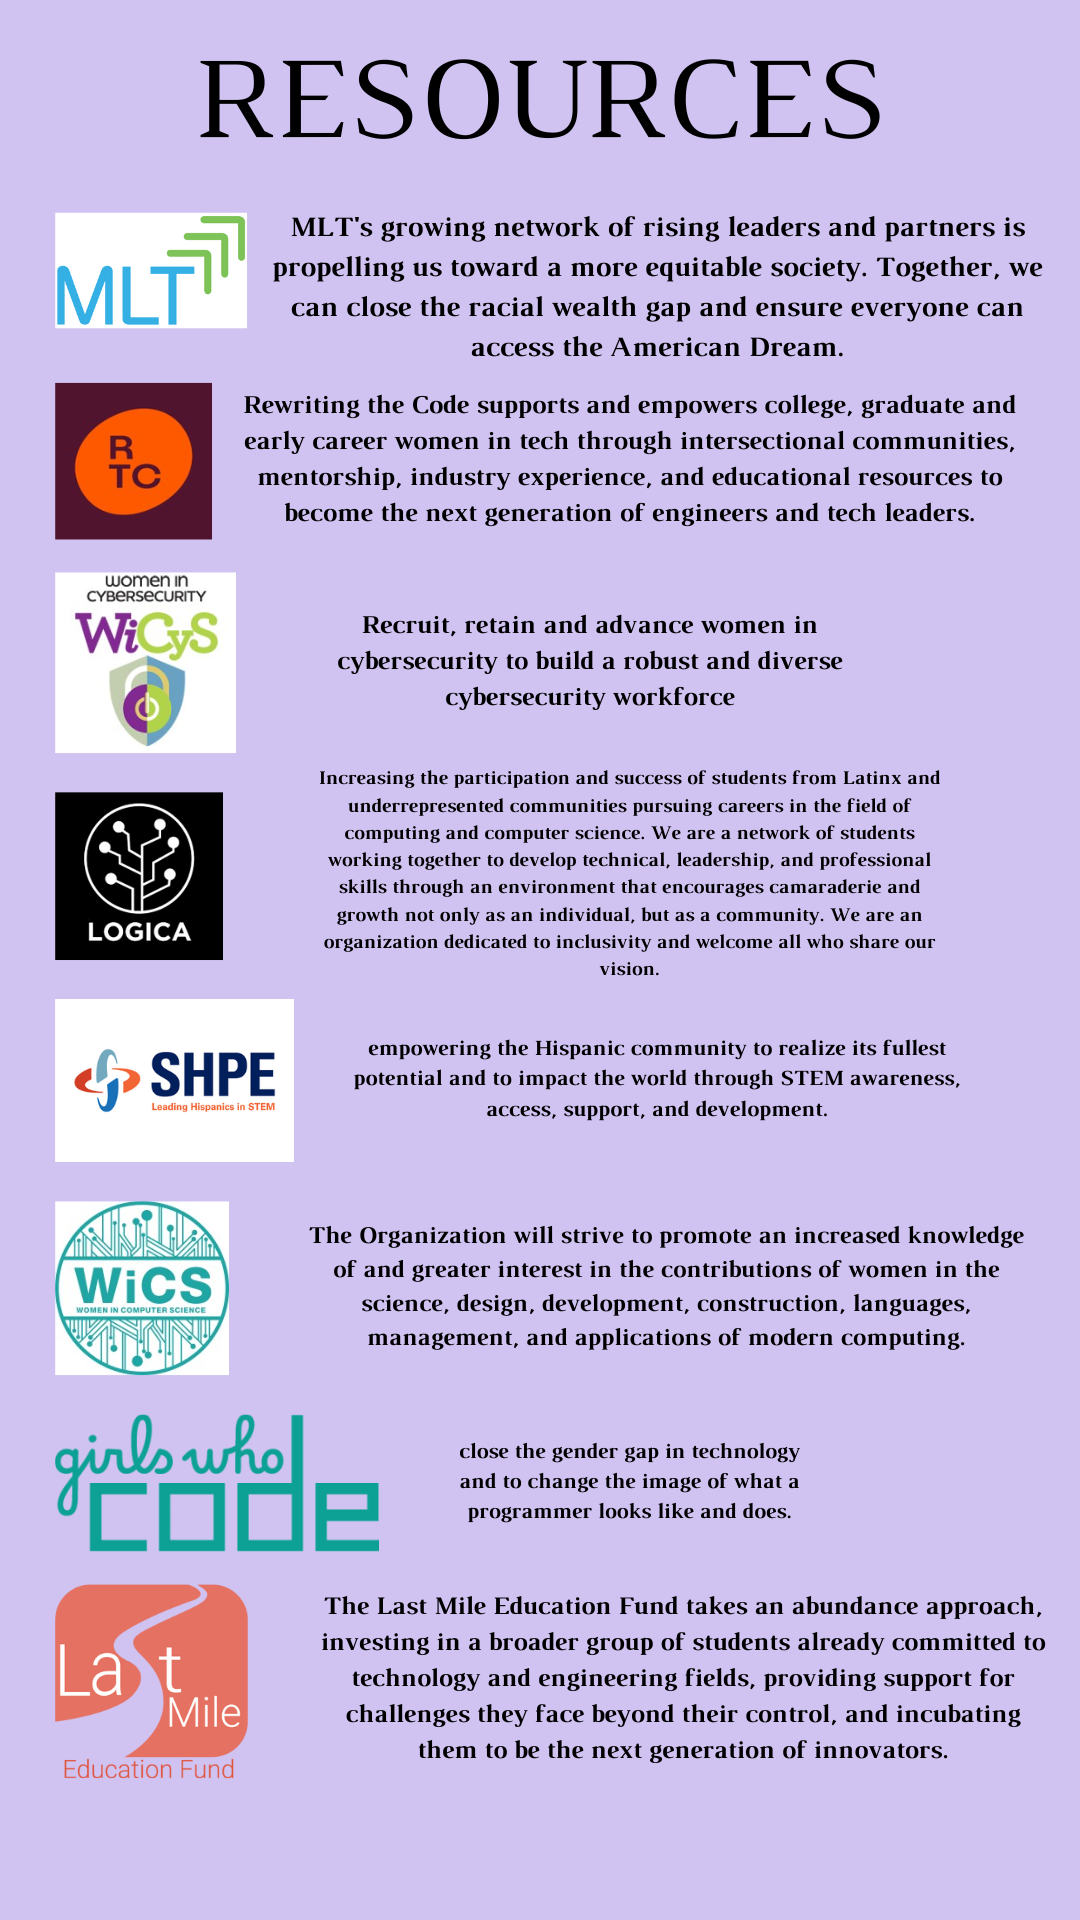 RESOURCES
MLT
MLT's growing network of rising leaders and partners is
propelling us toward a more equitable society. Together, we
can close the racial wealth gap and ensure everyone can
access the American Dream.
R
TC
Rewriting the Code supports and empowers college, graduate and
early career women in tech through intersectional communities,
mentorship, industry experience, and educational resources to
become the next generation of engineers and tech leaders.
women in
CYBERSECURITY
WiCyS
Recruit, retain and advance women in
cybersecurity to build a robust and diverse
cybersecurity workforce
LOGICA
Increasing the participation and success of students from Latinx and
underrepresented communities pursuing careers in the field of
computing and computer science. We are a network of students
working together to develop technical, leadership, and professional
skills through an environment that encourages camaraderie and
growth not only as an individual, but as a community. We are an
organization dedicated to inclusivity and welcome all who share our
vision.
SHPE
Leading Hispanics in STEM
empowering the Hispanic community to realize its fullest
potential and to impact the world through STEM awareness,
access, support, and development.
WiCS
WOMEN IN COMPUTER SCIENCE
The Organization will strive to promote an increased knowledge
of and greater interest in the contributions of women in the
science, design, development, construction, languages,
management, and applications of modern computing.
girls who
code
close the gender gap in technology
and to change the image of what a
programmer looks like and does.
Last
Mile
Education Fund
The Last Mile Education Fund takes an abundance approach,
investing in a broader group of students already committed to
technology and engineering fields, providing support for
challenges they face beyond their control, and incubating
them to be the next generation of innovators.